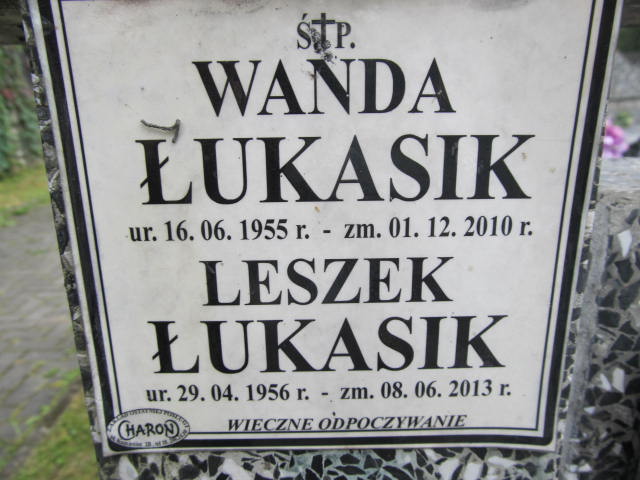 Ś†P.
WANDA
ŁUKASIK
ur. 16. 06. 1955 r. - zm. 01. 12. 2010 r.
LESZEK
ŁUKASIK
ur. 29. 04. 1956 r. - zm. 08. 06. 2013 r.
WIECZNE ODPOCZYWANIE
CHARON